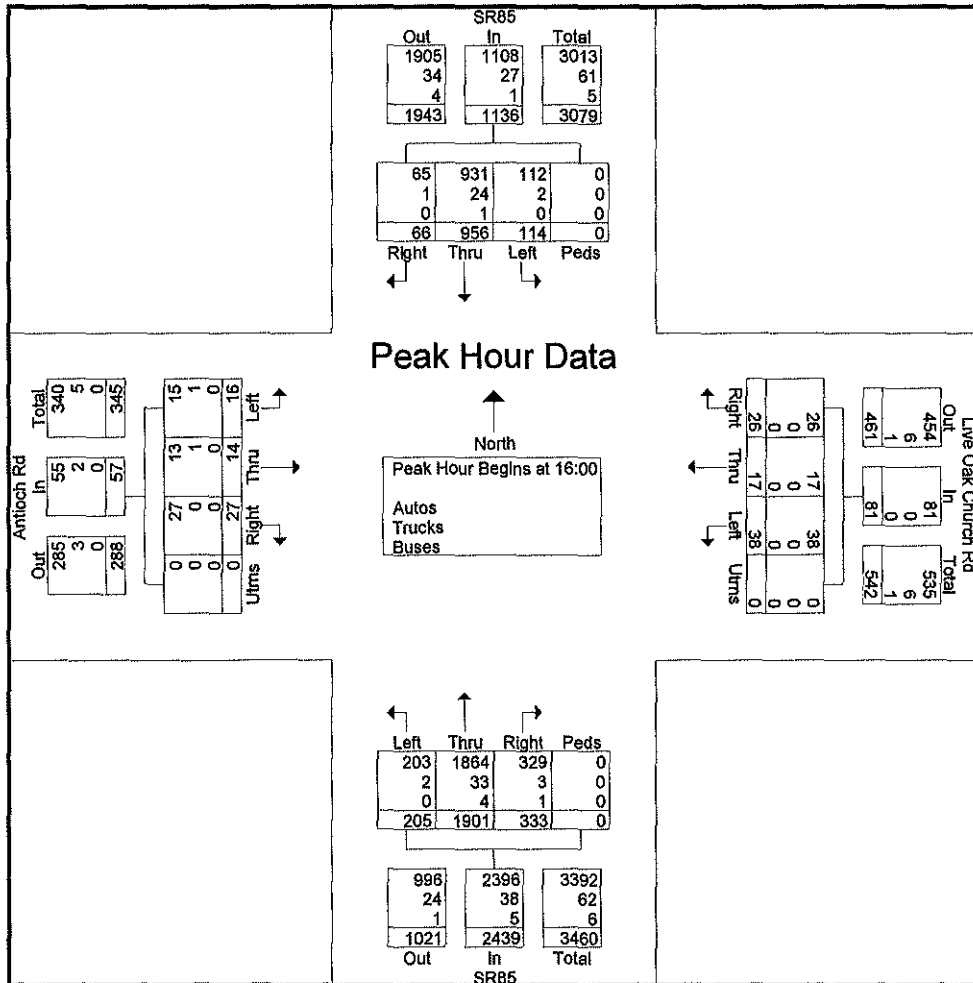 SR85
Out In Total
1905 1108 3013
34 27 61
4 1 5
1943 1136 3079
65 931 112 0
1 24 2 0
0 1 0 0
66 956 114 0
Right Thru Left Peds
Peak Hour Data
North
Peak Hour Begins at 16:00
Autos
Trucks
Buses
Antioch Rd
Out In Total
285 55 340
3 2 5
0 0 0
288 57 345
15 13 27 0
1 1 0 0
0 0 0 0
16 14 27 0
Left Thru Right Utrns
Right Thru Left Utrns
26 17 38 0
0 0 0 0
0 0 0 0
26 17 38 0
Live Oak Church Rd
Out In Total
454 81 535
6 0 6
1 0 1
461 81 542
Left Thru Right Peds
203 1864 329 0
2 33 3 0
0 4 1 0
205 1901 333 0
996 2396 3392
24 38 62
1 5 6
1021 2439 3460
Out In Total
SR85